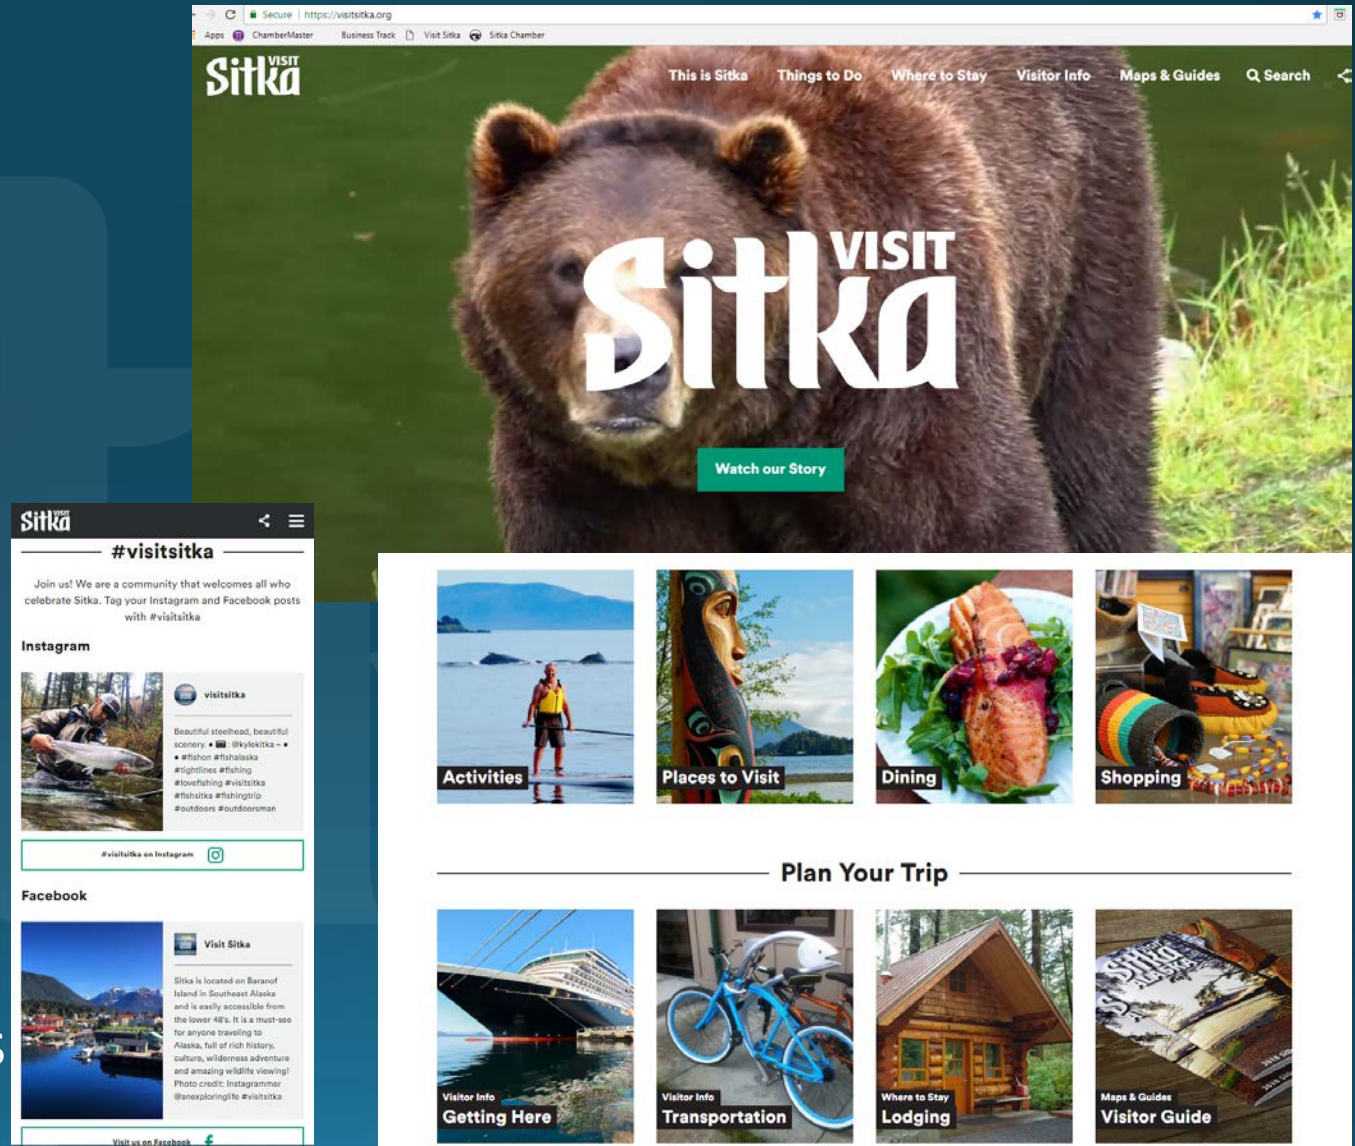 Secure | https://visitsitka.org
Apps ChamberMaster Business Track Visit Sitka Sitka Chamber
VISIT
Sitka
This is Sitka Things to Do Where to Stay Visitor Info Maps & Guides Search
VISIT
Sitka
Watch our Story
VISIT
Sitka
#visitsitka
Join us! We are a community that welcomes all who
celebrate Sitka. Tag your Instagram and Facebook posts
with #visitsitka
Instagram
visitsitka
Beautiful steelhead, beautiful
scenery. • 📷 : @kylekitka ~ •
• #fishon #fishalaska
#tightlines #fishing
#lovefishing #visitsitka
#fishsitka #fishingtrip
#outdoors #outdoorsman
#visitsitka on Instagram
Facebook
Visit Sitka
Sitka is located on Baranof
Island in Southeast Alaska
and is easily accessible from
the lower 48's. It is a must-see
for anyone traveling to
Alaska, full of rich history,
culture, wilderness adventure
and amazing wildlife viewing!
Photo credit: Instagrammer
@anexploringlife #visitsitka
Visit us on Facebook
Activities
Places to Visit
Dining
Shopping
Plan Your Trip
Visitor Info
Getting Here
Visitor Info
Transportation
Where to Stay
Lodging
VISIT
Sitka
ALASKA
Maps & Guides
Visitor Guide
s